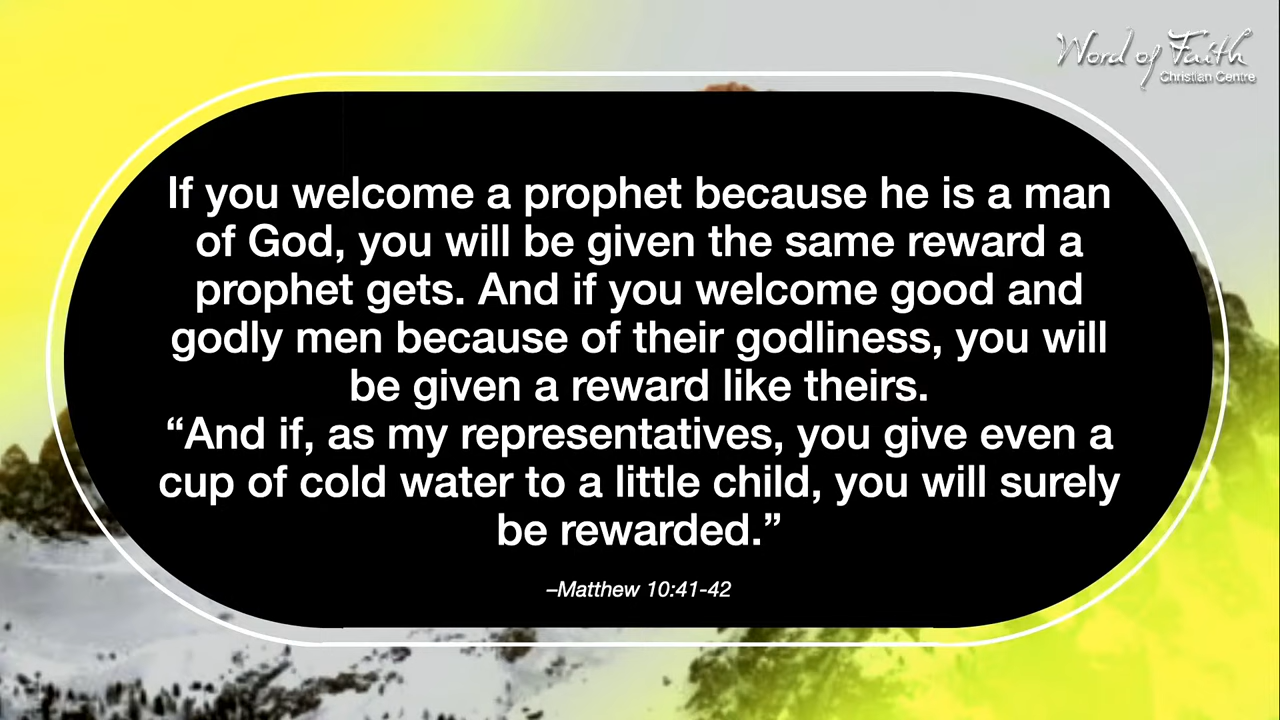 Word of Faith
Christian Centre
If you welcome a prophet because he is a man
of God, you will be given the same reward a
prophet gets. And if you welcome good and
godly men because of their godliness, you will
be given a reward like theirs.
“And if, as my representatives, you give even a
cup of cold water to a little child, you will surely
be rewarded.”
–Matthew 10:41-42